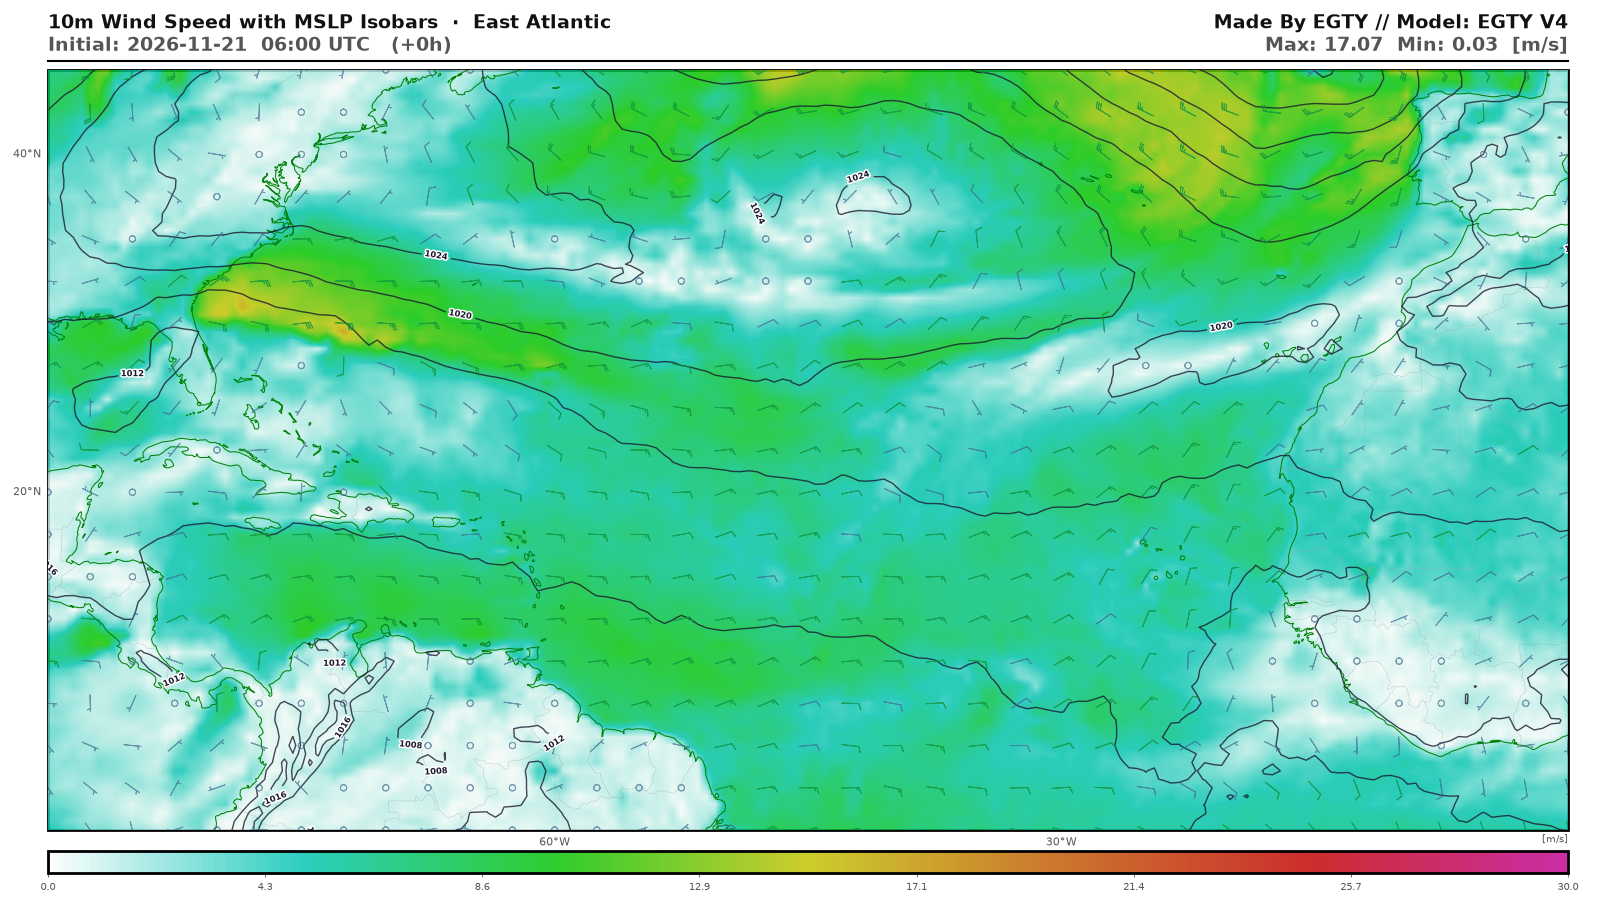 10m Wind Speed with MSLP Isobars · East Atlantic
Made By EGTY // Model: EGTY V4
Initial: 2026-11-21 06:00 UTC (+0h)
Max: 17.07 Min: 0.03 [m/s]
40°N
1024
1024
1024
1020
1020
1012
20°N
16
1012
1012
1016
1008
1012
1008
1016
60°W
30°W
[m/s]
0.0
4.3
8.6
12.9
17.1
21.4
25.7
30.0